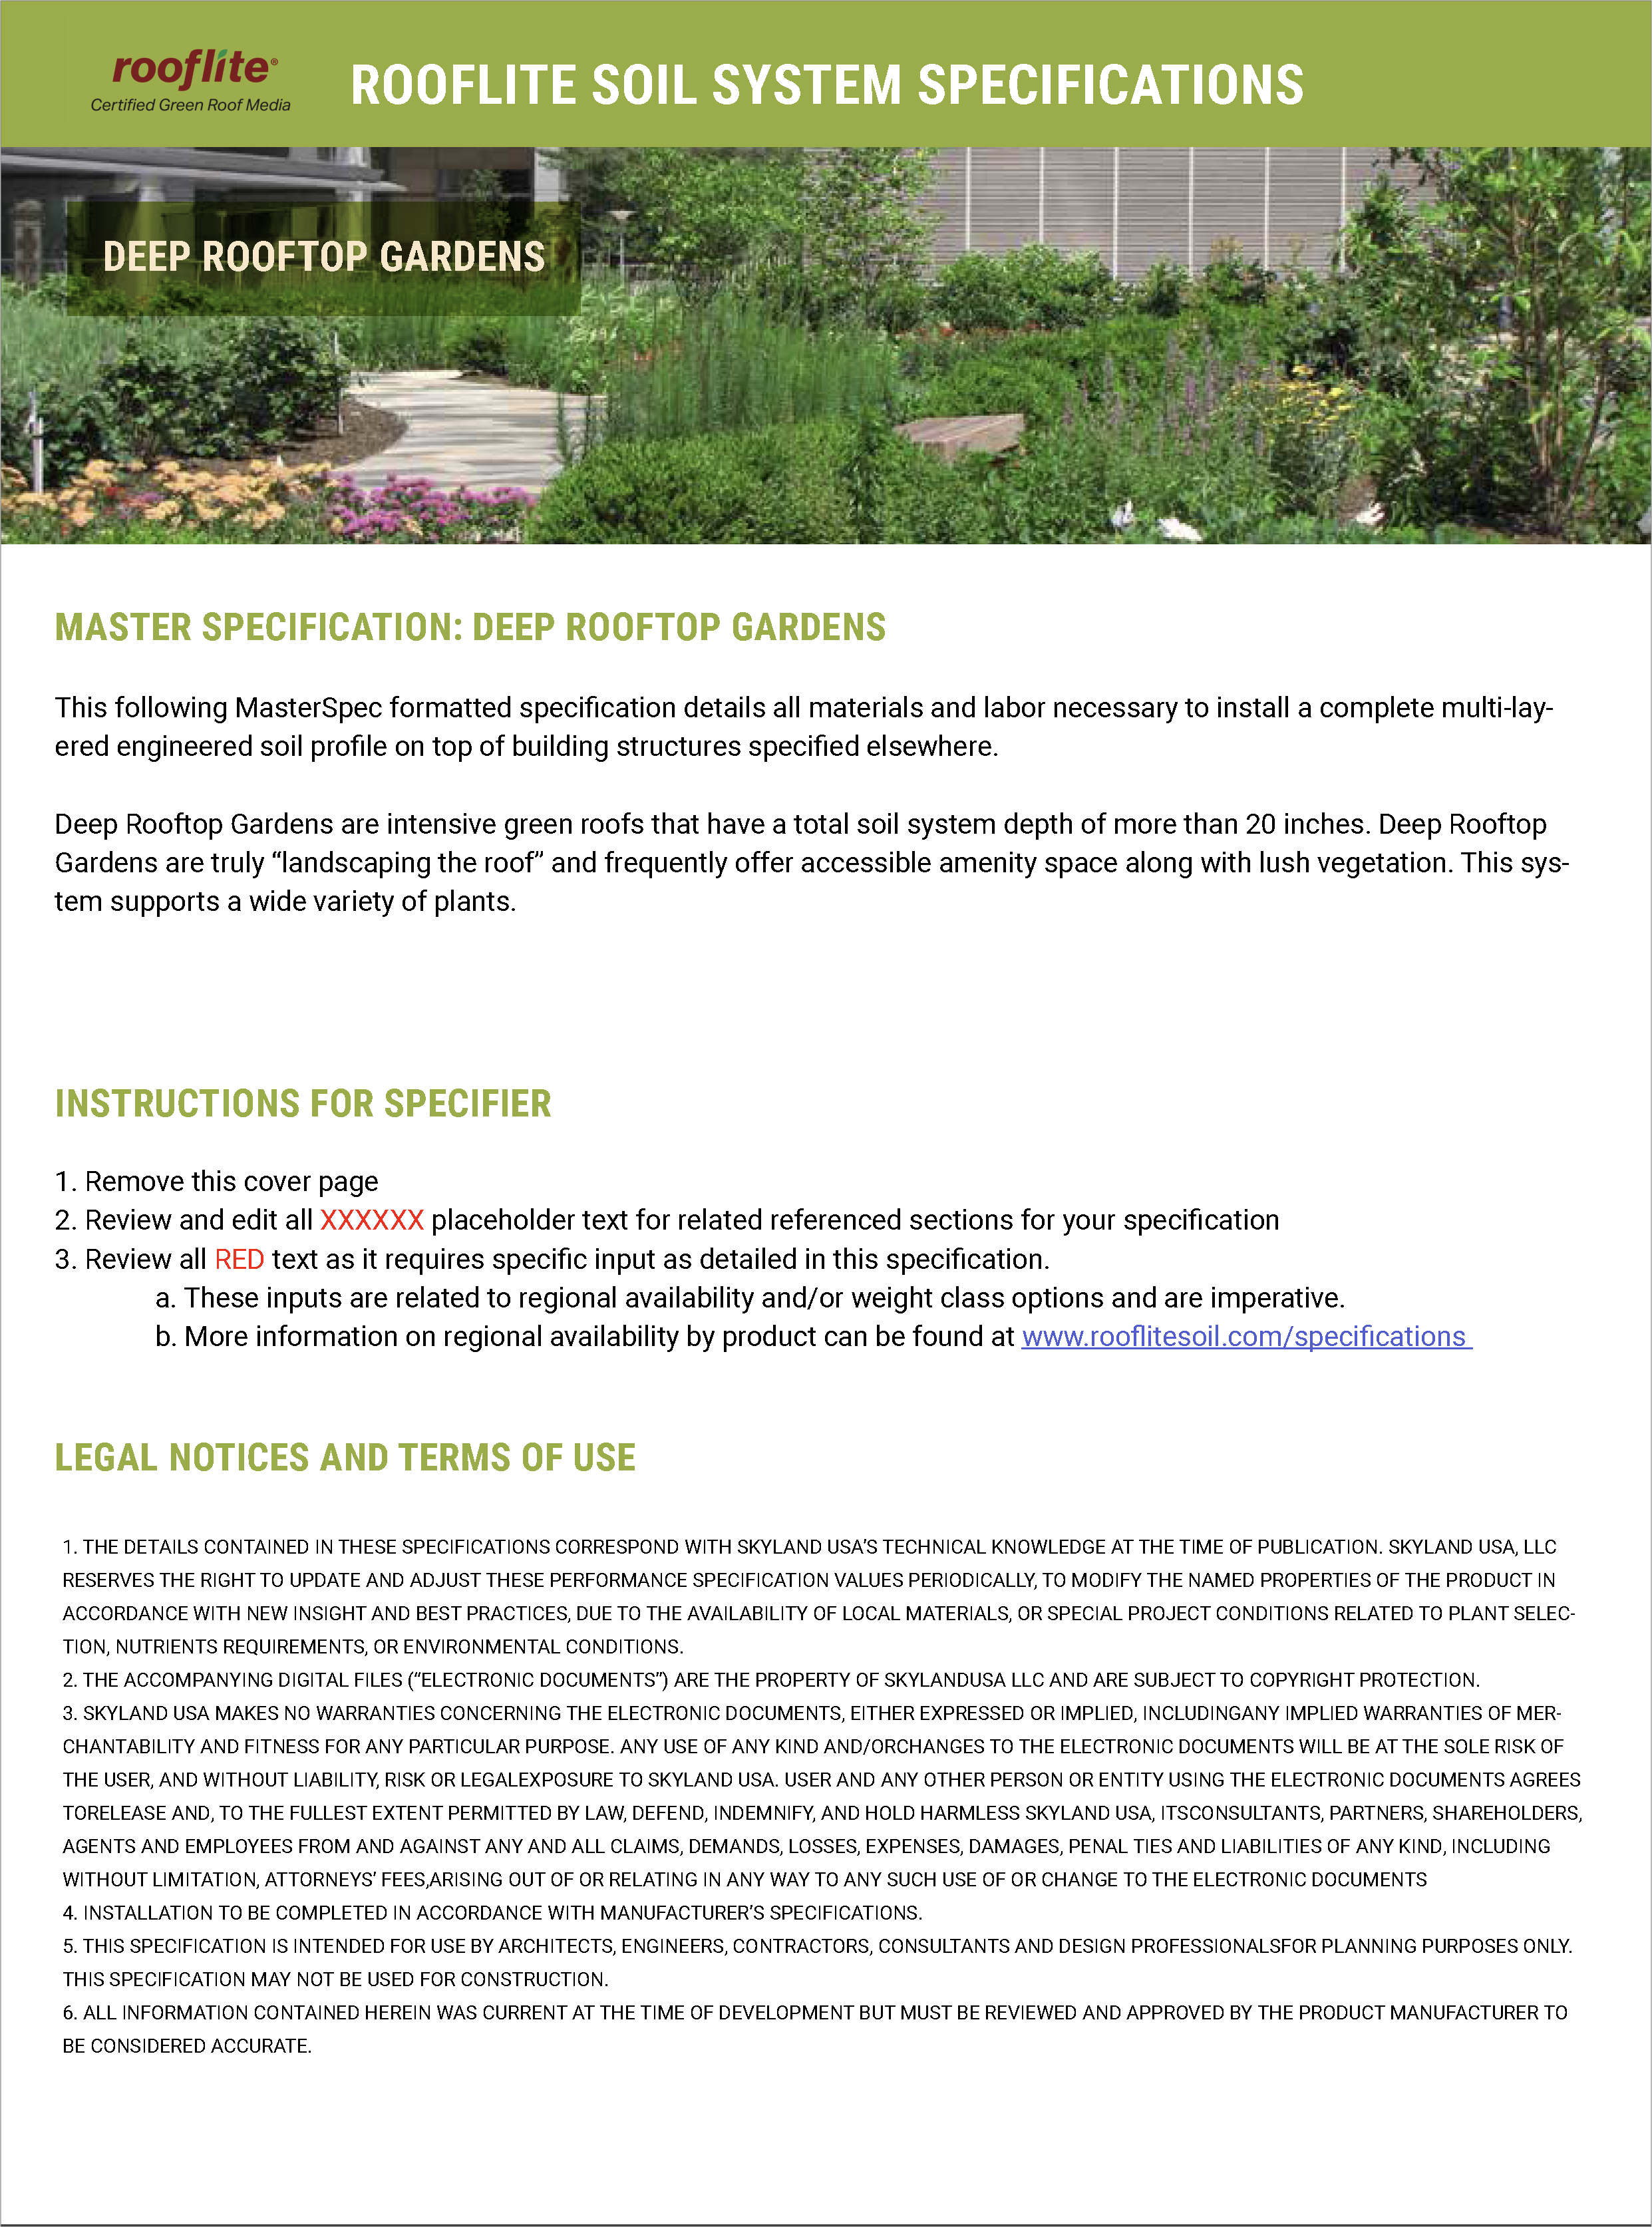 rooflite®
Certified Green Roof Media
ROOFLITE SOIL SYSTEM SPECIFICATIONS
DEEP ROOFTOP GARDENS
MASTER SPECIFICATION: DEEP ROOFTOP GARDENS
This following MasterSpec formatted specification details all materials and labor necessary to install a complete multi-lay-
ered engineered soil profile on top of building structures specified elsewhere.
Deep Rooftop Gardens are intensive green roofs that have a total soil system depth of more than 20 inches. Deep Rooftop
Gardens are truly “landscaping the roof” and frequently offer accessible amenity space along with lush vegetation. This sys-
tem supports a wide variety of plants.
INSTRUCTIONS FOR SPECIFIER
1. Remove this cover page
2. Review and edit all XXXXXX placeholder text for related referenced sections for your specification
3. Review all RED text as it requires specific input as detailed in this specification.
a. These inputs are related to regional availability and/or weight class options and are imperative.
b. More information on regional availability by product can be found at www.rooflitesoil.com/specifications
LEGAL NOTICES AND TERMS OF USE
1. THE DETAILS CONTAINED IN THESE SPECIFICATIONS CORRESPOND WITH SKYLAND USA’S TECHNICAL KNOWLEDGE AT THE TIME OF PUBLICATION. SKYLAND USA, LLC
RESERVES THE RIGHT TO UPDATE AND ADJUST THESE PERFORMANCE SPECIFICATION VALUES PERIODICALLY, TO MODIFY THE NAMED PROPERTIES OF THE PRODUCT IN
ACCORDANCE WITH NEW INSIGHT AND BEST PRACTICES, DUE TO THE AVAILABILITY OF LOCAL MATERIALS, OR SPECIAL PROJECT CONDITIONS RELATED TO PLANT SELEC-
TION, NUTRIENTS REQUIREMENTS, OR ENVIRONMENTAL CONDITIONS.
2. THE ACCOMPANYING DIGITAL FILES (“ELECTRONIC DOCUMENTS”) ARE THE PROPERTY OF SKYLANDUSA LLC AND ARE SUBJECT TO COPYRIGHT PROTECTION.
3. SKYLAND USA MAKES NO WARRANTIES CONCERNING THE ELECTRONIC DOCUMENTS, EITHER EXPRESSED OR IMPLIED, INCLUDINGANY IMPLIED WARRANTIES OF MER-
CHANTABILITY AND FITNESS FOR ANY PARTICULAR PURPOSE. ANY USE OF ANY KIND AND/ORCHANGES TO THE ELECTRONIC DOCUMENTS WILL BE AT THE SOLE RISK OF
THE USER, AND WITHOUT LIABILITY, RISK OR LEGALEXPOSURE TO SKYLAND USA. USER AND ANY OTHER PERSON OR ENTITY USING THE ELECTRONIC DOCUMENTS AGREES
TORELEASE AND, TO THE FULLEST EXTENT PERMITTED BY LAW, DEFEND, INDEMNIFY, AND HOLD HARMLESS SKYLAND USA, ITSCONSULTANTS, PARTNERS, SHAREHOLDERS,
AGENTS AND EMPLOYEES FROM AND AGAINST ANY AND ALL CLAIMS, DEMANDS, LOSSES, EXPENSES, DAMAGES, PENAL TIES AND LIABILITIES OF ANY KIND, INCLUDING
WITHOUT LIMITATION, ATTORNEYS’ FEES,ARISING OUT OF OR RELATING IN ANY WAY TO ANY SUCH USE OF OR CHANGE TO THE ELECTRONIC DOCUMENTS
4. INSTALLATION TO BE COMPLETED IN ACCORDANCE WITH MANUFACTURER’S SPECIFICATIONS.
5. THIS SPECIFICATION IS INTENDED FOR USE BY ARCHITECTS, ENGINEERS, CONTRACTORS, CONSULTANTS AND DESIGN PROFESSIONALSFOR PLANNING PURPOSES ONLY.
THIS SPECIFICATION MAY NOT BE USED FOR CONSTRUCTION.
6. ALL INFORMATION CONTAINED HEREIN WAS CURRENT AT THE TIME OF DEVELOPMENT BUT MUST BE REVIEWED AND APPROVED BY THE PRODUCT MANUFACTURER TO
BE CONSIDERED ACCURATE.